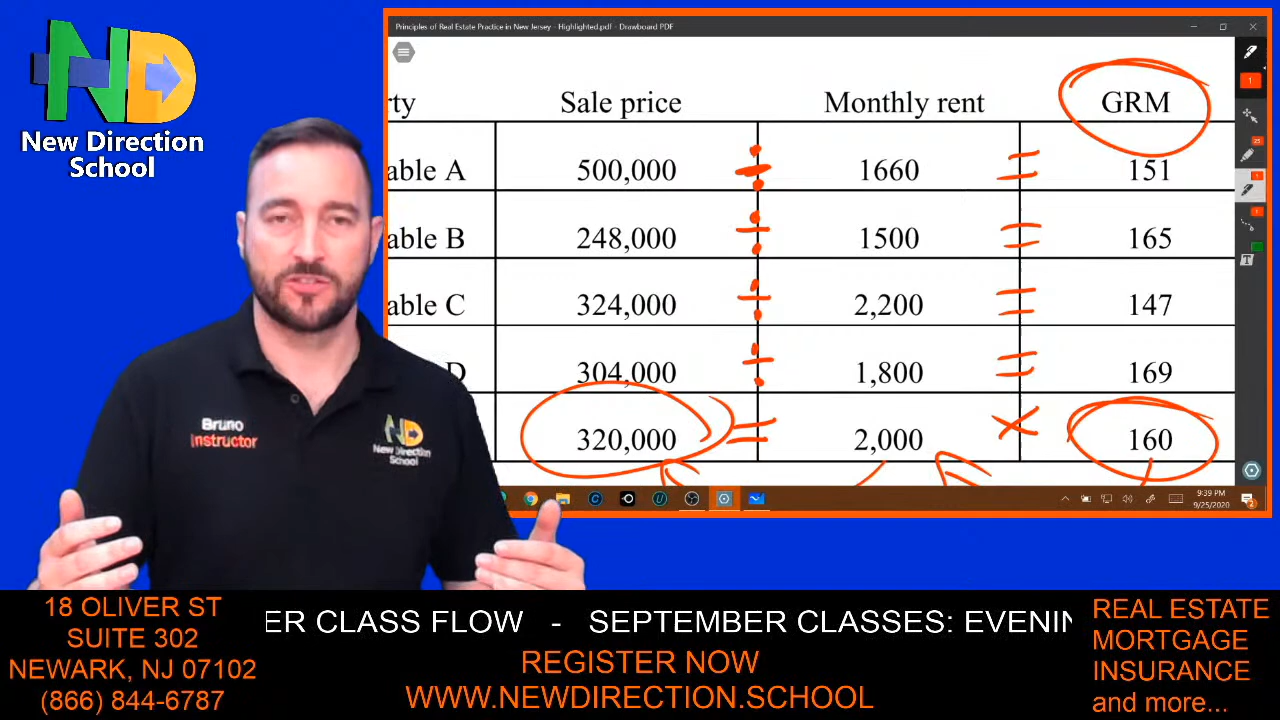 ND
New Direction
School
Principles of Real Estate Practice in New Jersey - Highlighted.pdf - Drawboard PDF
rty Sale price Monthly rent GRM
able A 500,000 ÷ 1660 = 151
able B 248,000 ÷ 1500 = 165
able C 324,000 ÷ 2,200 = 147
D 304,000 ÷ 1,800 = 169
320,000 = 2,000 × 160
Bruno
Instructor
ND
New Direction
School
9:39 PM
9/25/2020
18 OLIVER ST
SUITE 302
NEWARK, NJ 07102
(866) 844-6787
ER CLASS FLOW - SEPTEMBER CLASSES: EVENIN
REGISTER NOW
WWW.NEWDIRECTION.SCHOOL
REAL ESTATE
MORTGAGE
INSURANCE
and more...